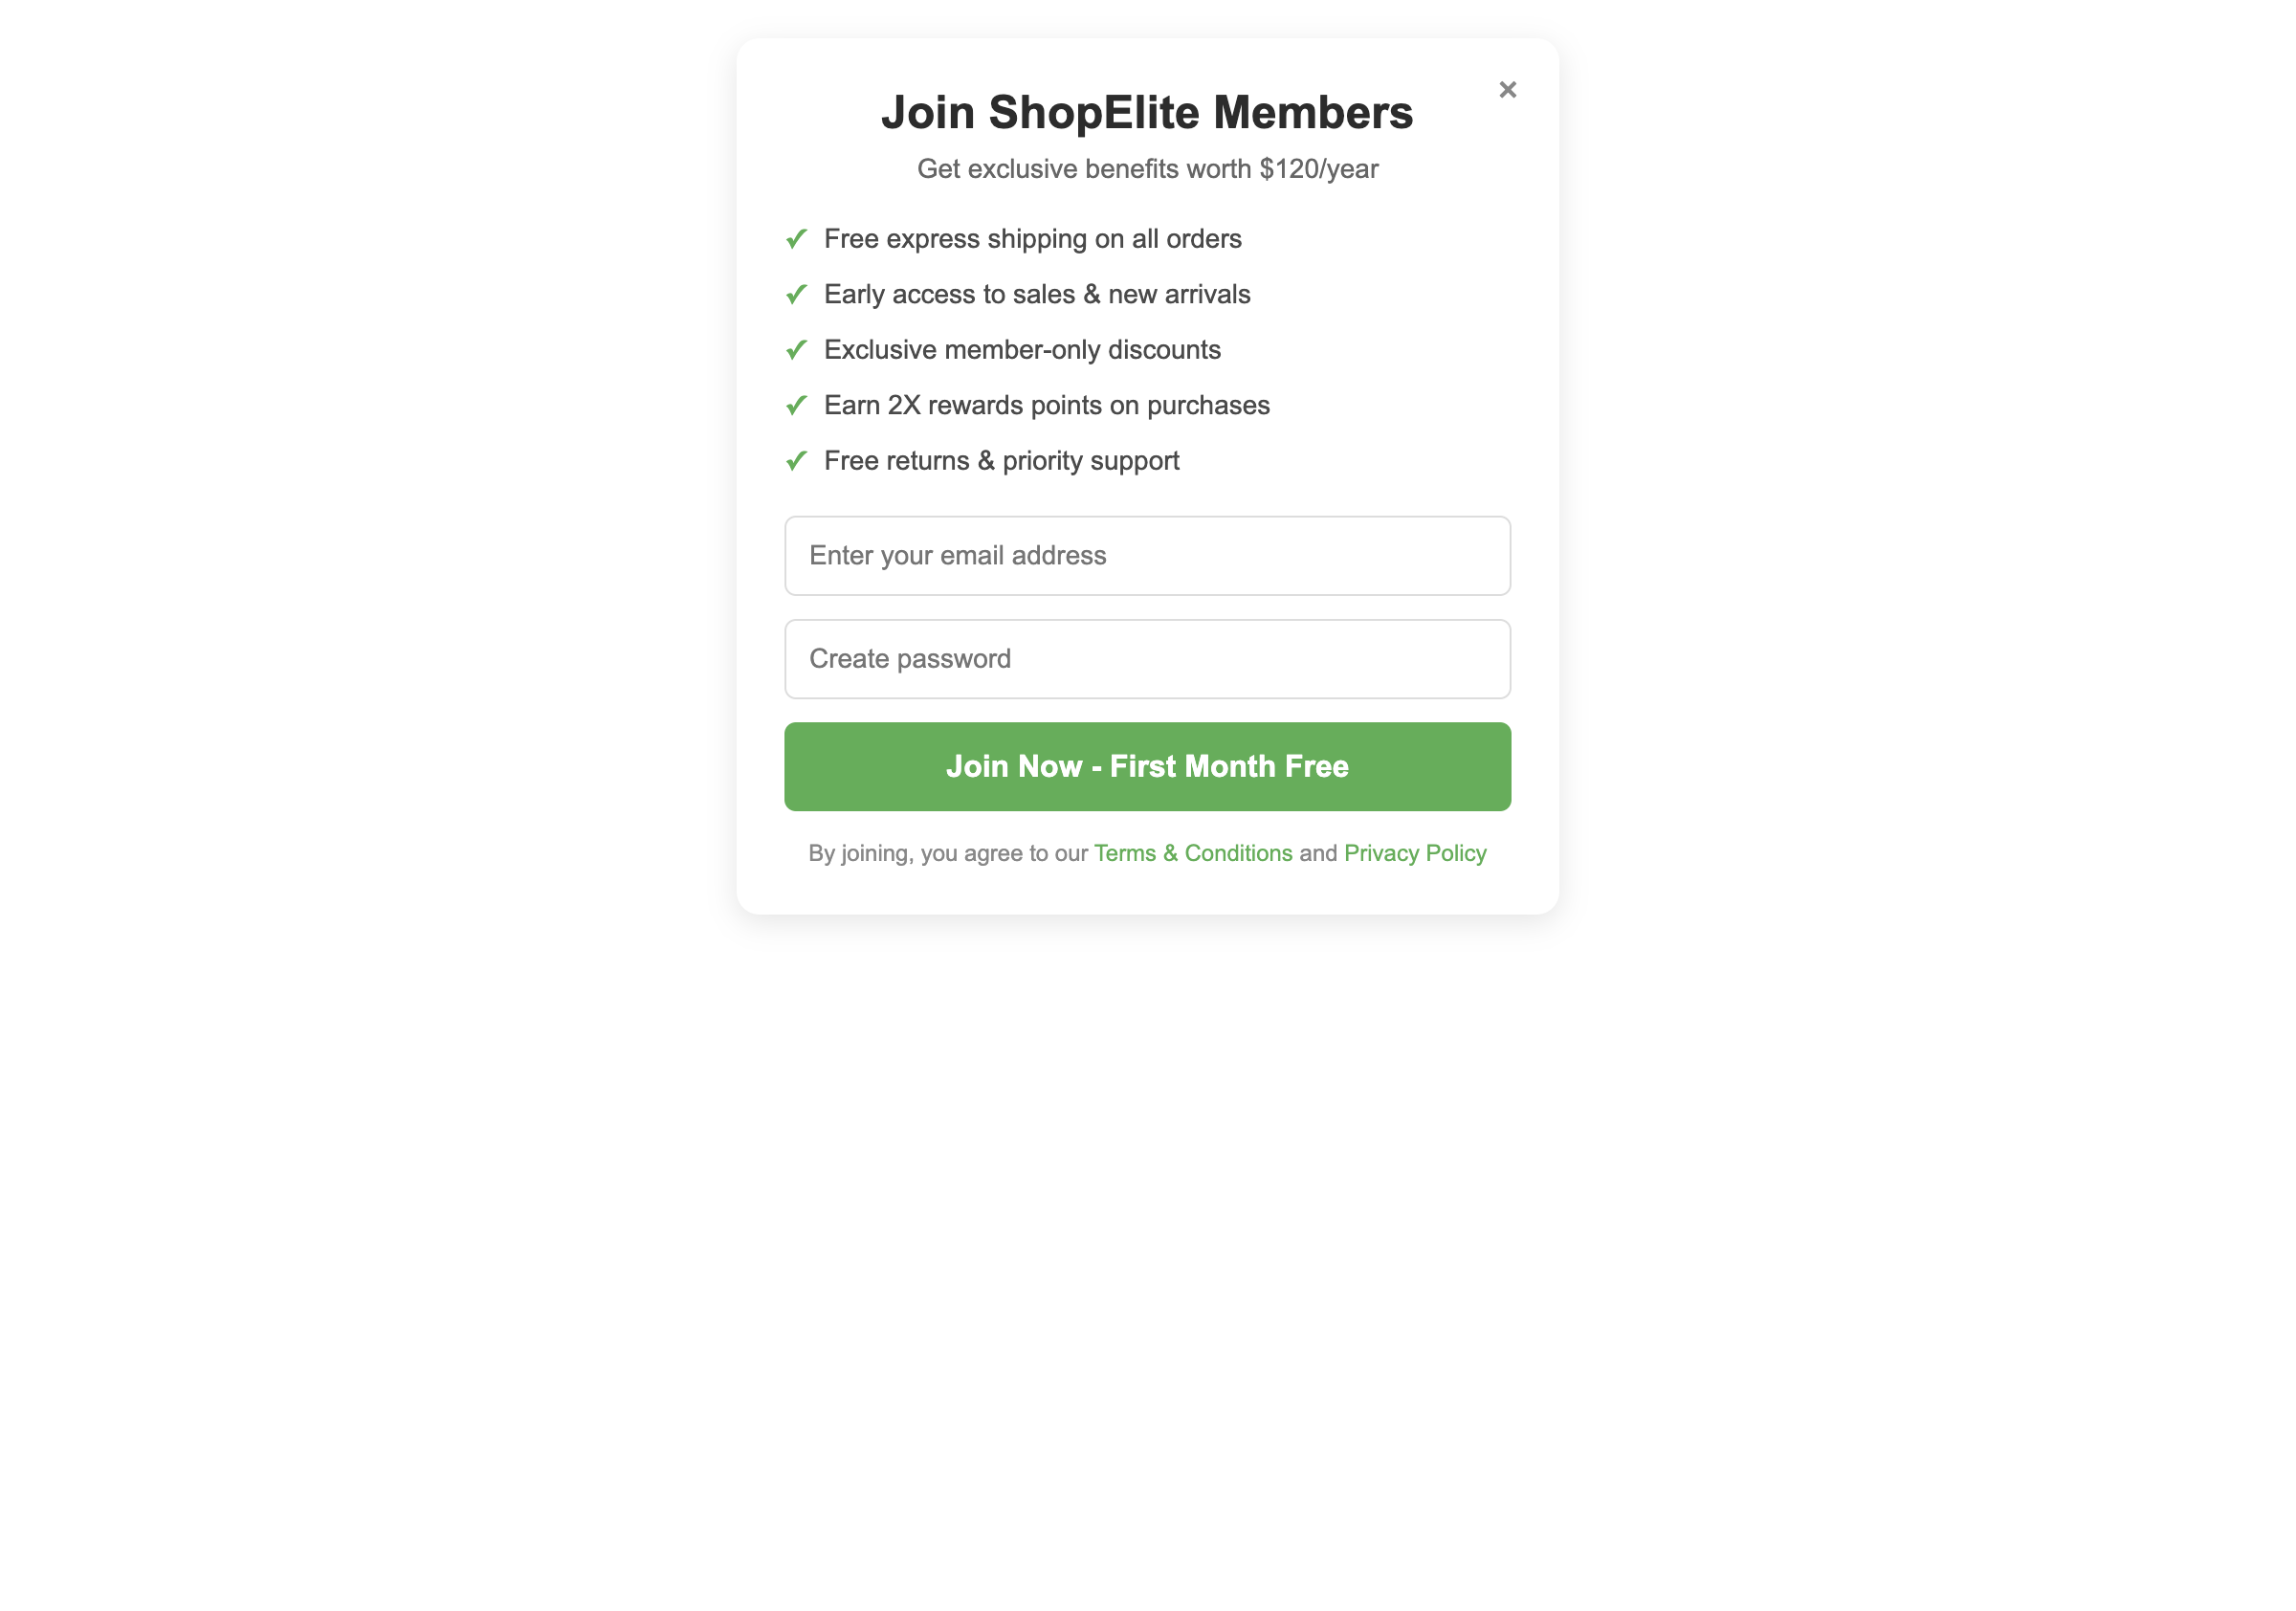 ×
Join ShopElite Members
Get exclusive benefits worth $120/year
✓ Free express shipping on all orders
✓ Early access to sales & new arrivals
✓ Exclusive member-only discounts
✓ Earn 2X rewards points on purchases
✓ Free returns & priority support
Enter your email address
Create password
Join Now - First Month Free
By joining, you agree to our Terms & Conditions and Privacy Policy